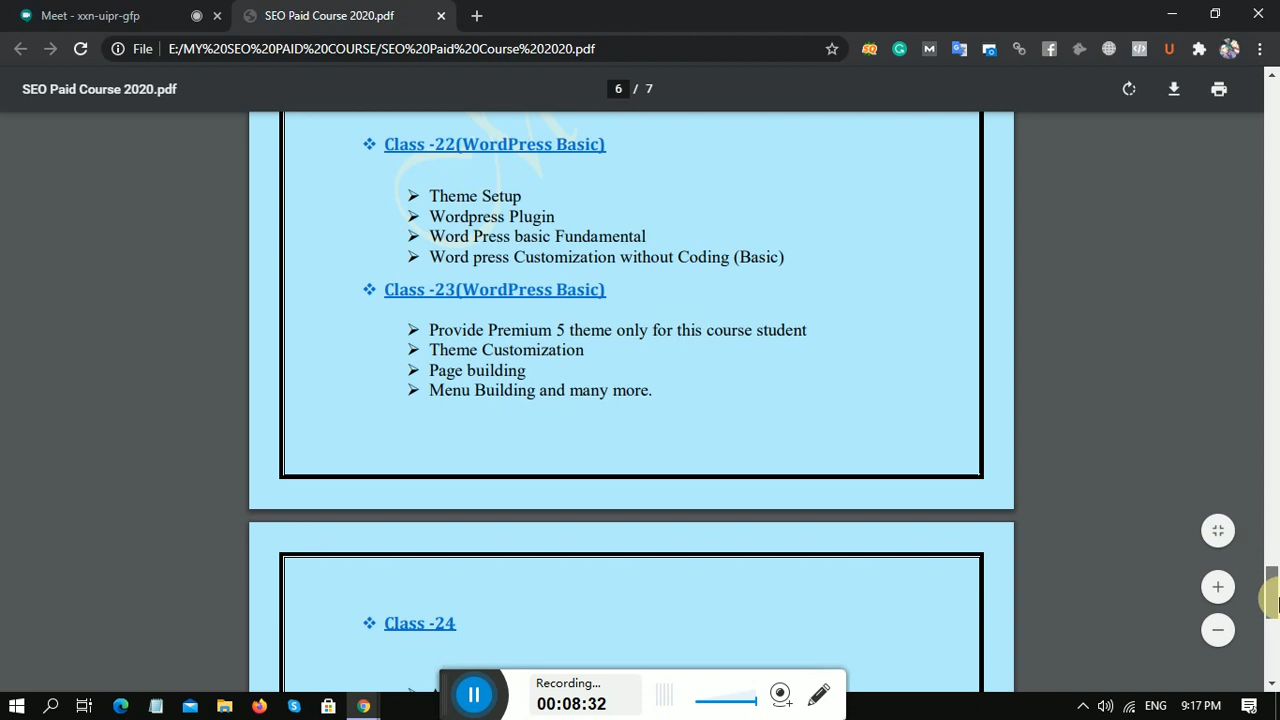 Meet - xxn-uipr-gfp
SEO Paid Course 2020.pdf
File
E:/MY%20SEO%20PAID%20COURSE/SEO%20Paid%20Course%202020.pdf
SEO Paid Course 2020.pdf
6 / 7
Class -22(WordPress Basic)
Theme Setup
Wordpress Plugin
Word Press basic Fundamental
Word press Customization without Coding (Basic)
Class -23(WordPress Basic)
Provide Premium 5 theme only for this course student
Theme Customization
Page building
Menu Building and many more.
Class -24
Recording...
00:08:32
ENG
9:17 PM